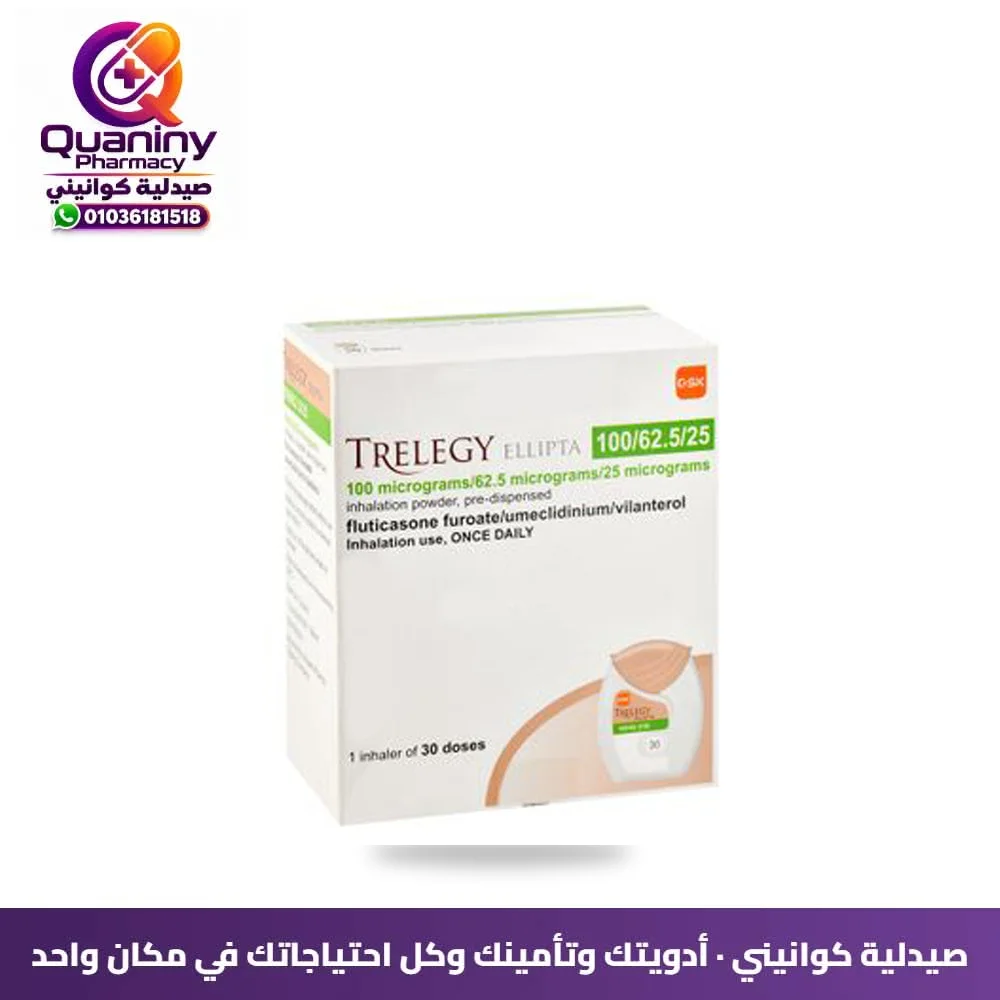 Quaniny
Pharmacy
صيدلية كوانيني
01036181518
GSK
TRELEGY ELLIPTA 100/62.5/25
100 micrograms/62.5 micrograms/25 micrograms
inhalation powder, pre-dispensed
fluticasone furoate/umeclidinium/vilanterol
Inhalation use, ONCE DAILY
GSK
TRELEGY
30
1 inhaler of 30 doses
صيدلية كوانيني · أدويتك وتأمينك وكل احتياجاتك في مكان واحد